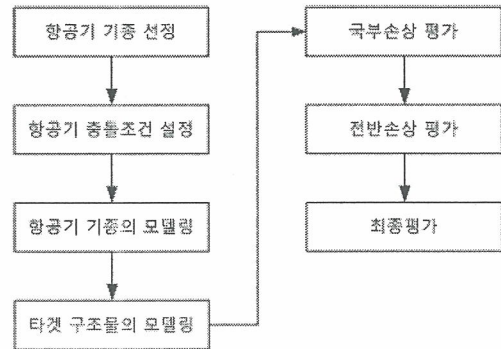 항공기 기종 선정
항공기 충돌조건 설정
항공기 기종의 모델링
타겟 구조물의 모델링
국부손상 평가
전반손상 평가
최종평가